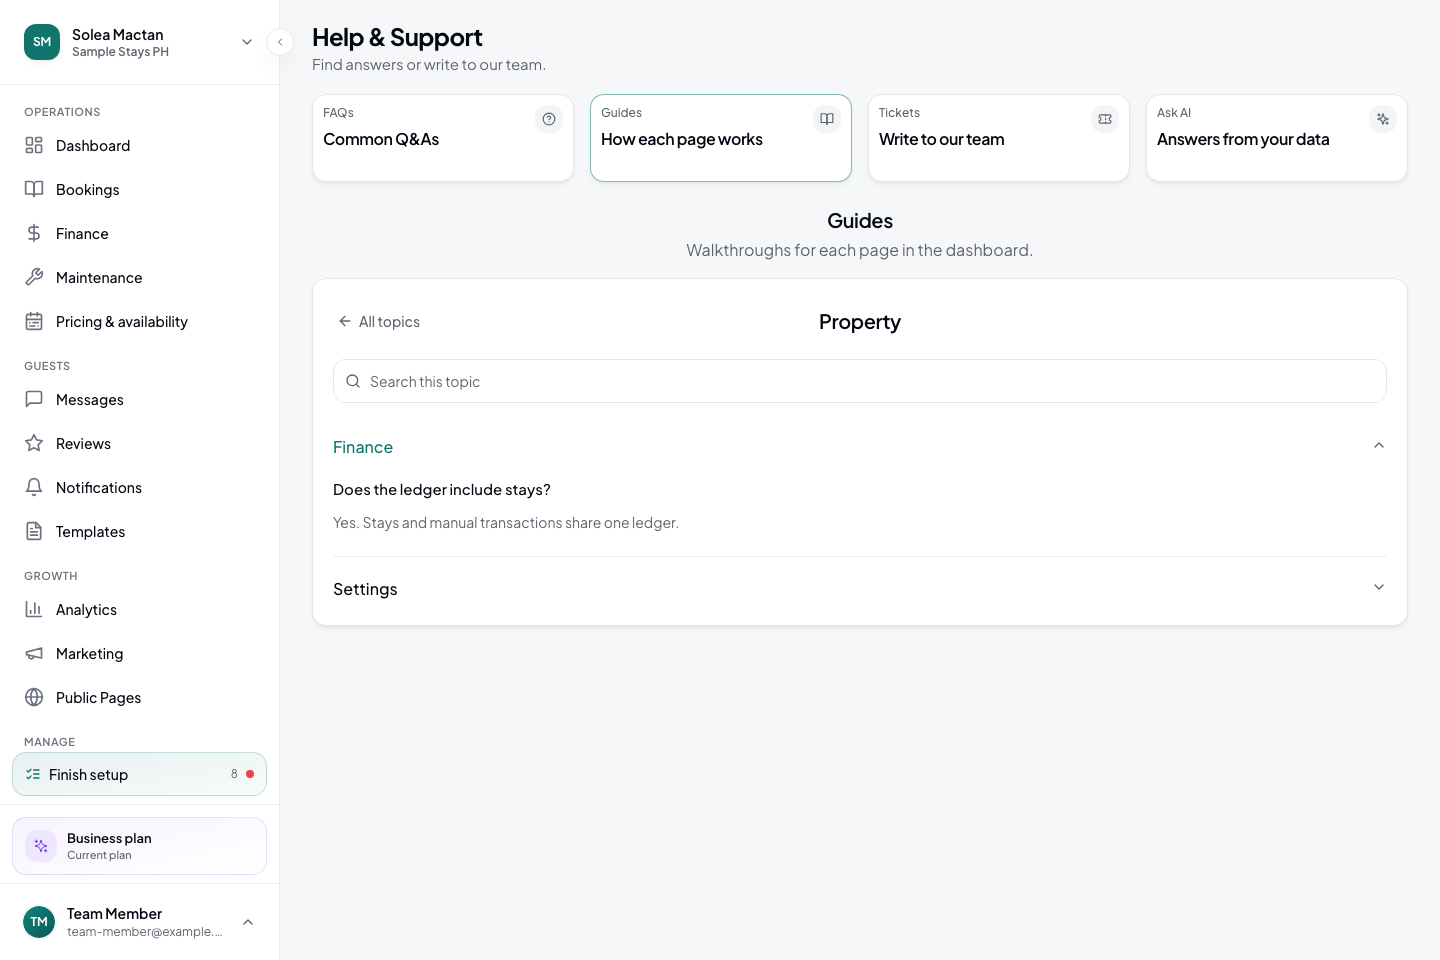 SM
Solea Mactan
Sample Stays PH
OPERATIONS
Dashboard
Bookings
Finance
Maintenance
Pricing & availability
GUESTS
Messages
Reviews
Notifications
Templates
GROWTH
Analytics
Marketing
Public Pages
MANAGE
Finish setup
8
Business plan
Current plan
TM
Team Member
team-member@example.…
Help & Support
Find answers or write to our team.
FAQs
Common Q&As
Guides
How each page works
Tickets
Write to our team
Ask AI
Answers from your data
Guides
Walkthroughs for each page in the dashboard.
All topics
Property
Search this topic
Finance
Does the ledger include stays?
Yes. Stays and manual transactions share one ledger.
Settings